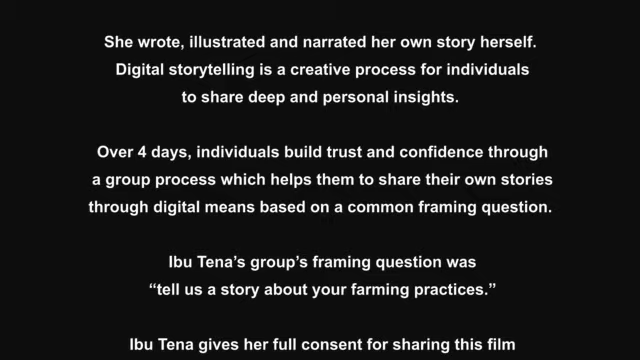 She wrote, illustrated and narrated her own story herself.
Digital storytelling is a creative process for individuals
to share deep and personal insights.
Over 4 days, individuals build trust and confidence through
a group process which helps them to share their own stories
through digital means based on a common framing question.
Ibu Tena’s group’s framing question was
“tell us a story about your farming practices.”
Ibu Tena gives her full consent for sharing this film